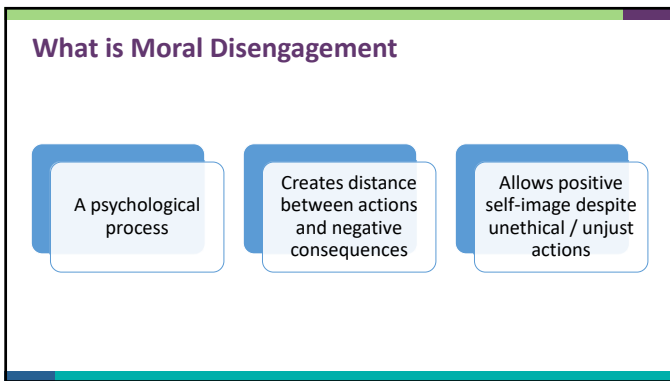 What is Moral Disengagement
A psychological
process
Creates distance
between actions
and negative
consequences
Allows positive
self-image despite
unethical / unjust
actions